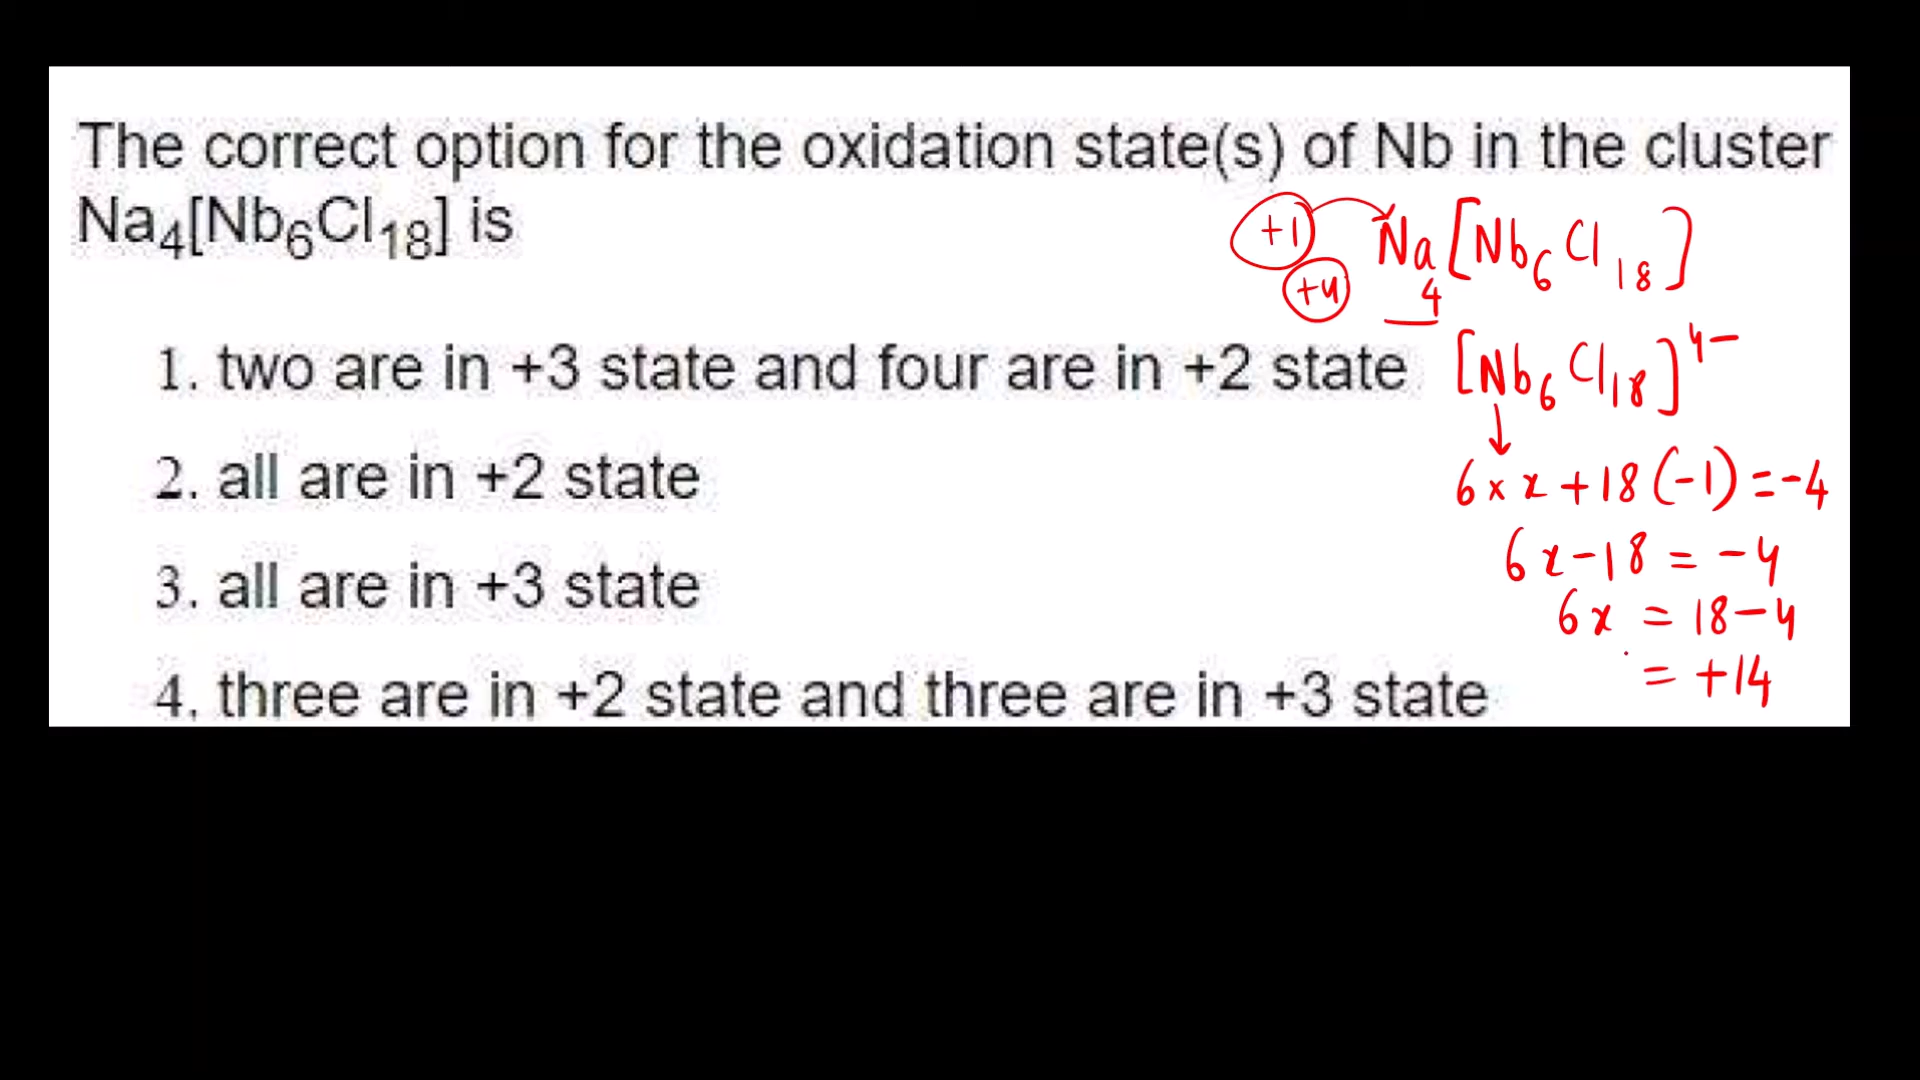 The correct option for the oxidation state(s) of Nb in the cluster
Na4[Nb6Cl18] is
+1 Na4[Nb6Cl18]
+4
1. two are in +3 state and four are in +2 state
[Nb6Cl18]4-
2. all are in +2 state
6 x x + 18 (-1) = -4
3. all are in +3 state
6x - 18 = -4
6x = 18 - 4
4. three are in +2 state and three are in +3 state
= +14